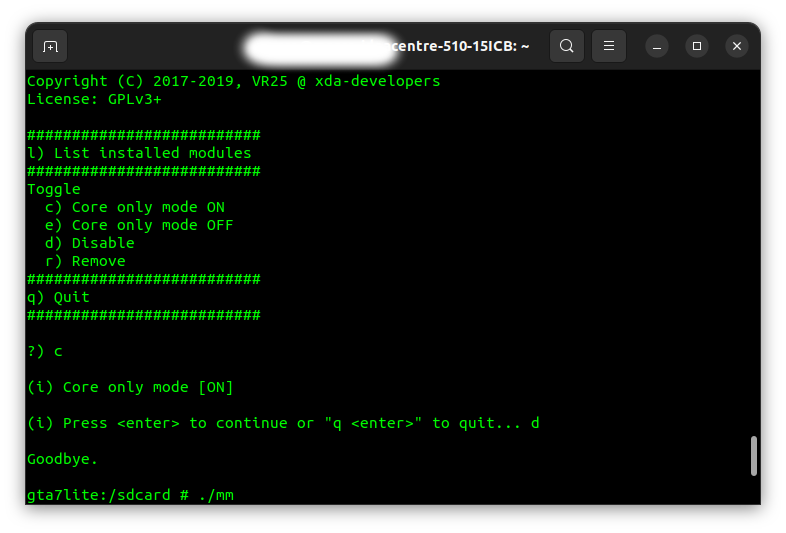 centre-510-15ICB: ~
Copyright (C) 2017-2019, VR25 @ xda-developers
License: GPLv3+
##########################
l) List installed modules
##########################
Toggle
  c) Core only mode ON
  e) Core only mode OFF
  d) Disable
  r) Remove
##########################
q) Quit
##########################
?) c
(i) Core only mode [ON]
(i) Press <enter> to continue or "q <enter>" to quit... d
Goodbye.
gta7lite:/sdcard # ./mm